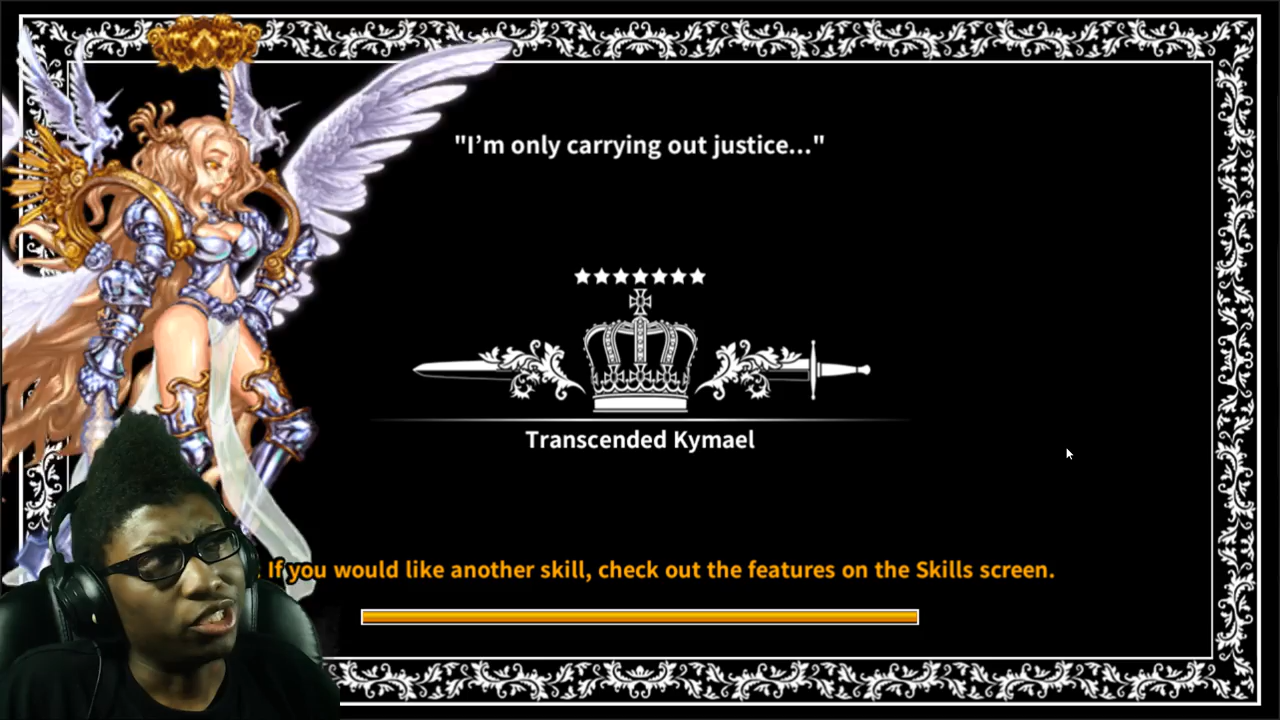 "I’m only carrying out justice..."
Transcended Kymael
: If you would like another skill, check out the features on the Skills screen.